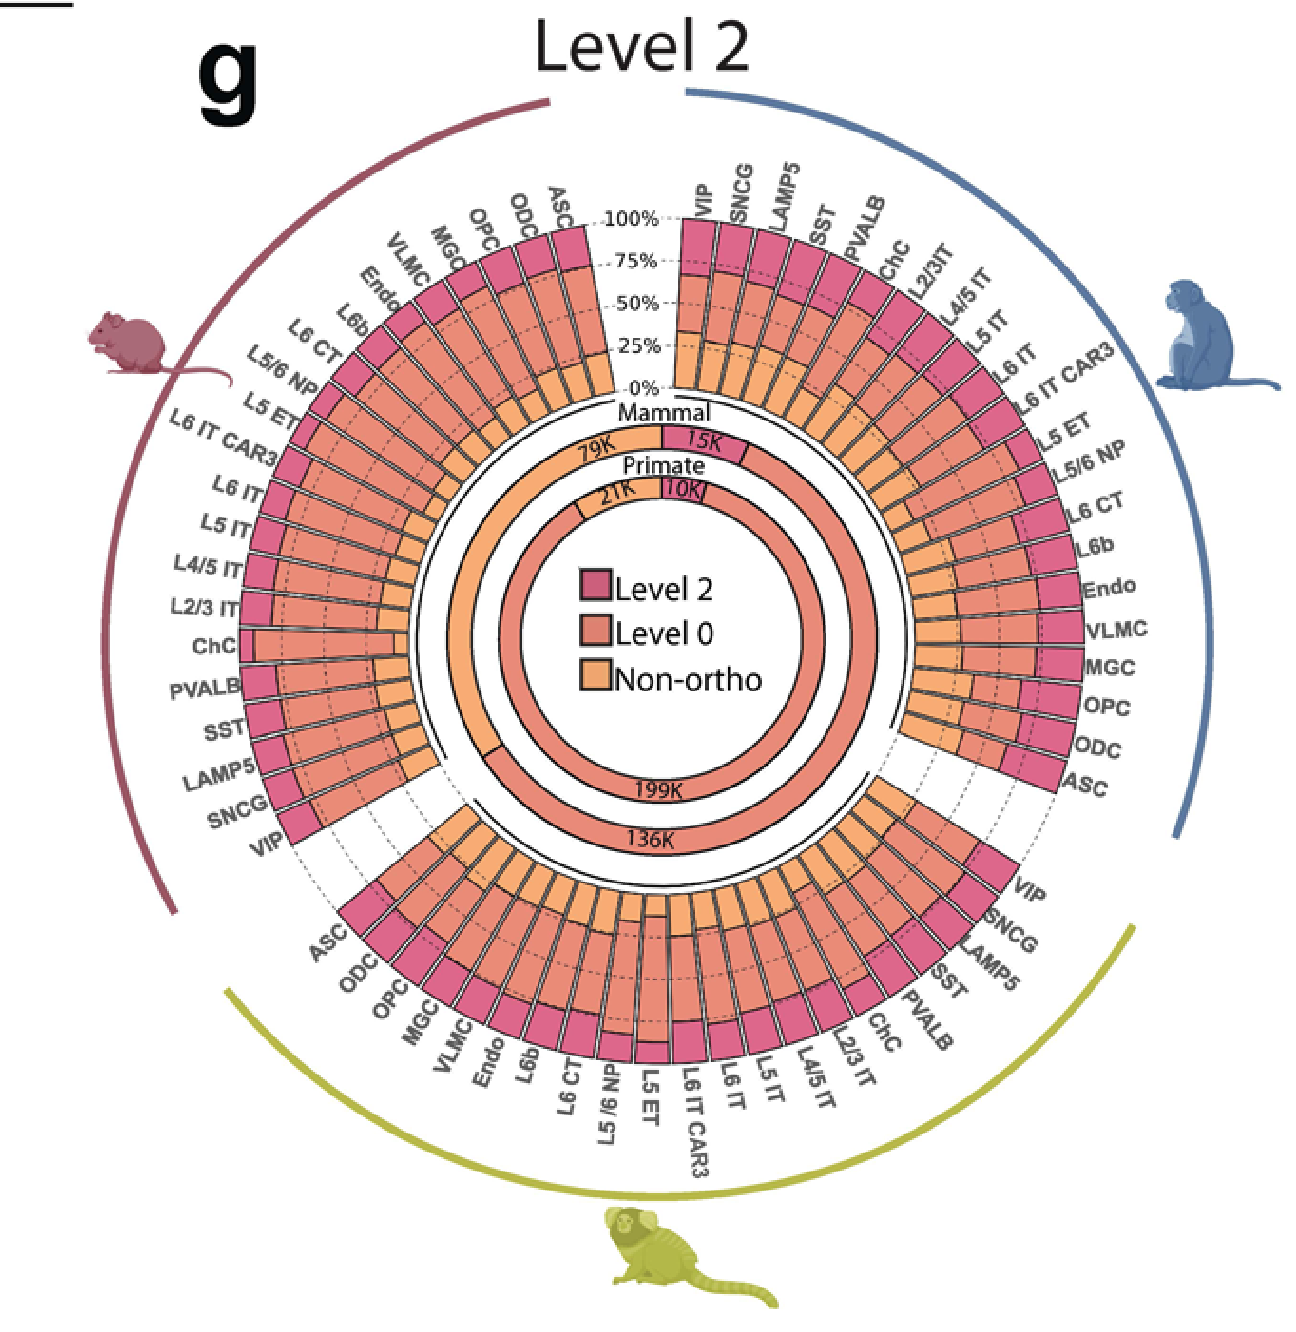 g
Level 2
VIP
SNCG
LAMP5
SST
PVALB
ChC
L2/3IT
L4/5 IT
L5 IT
L6 IT
L6 IT CAR3
L5 ET
L5/6 NP
L6 CT
L6b
Endo
VLMC
MGC
OPC
ODC
ASC
VIP
SNCG
LAMP5
SST
PVALB
ChC
L2/3 IT
L4/5 IT
L5 IT
L6 IT
L6 IT CAR3
L5 ET
L5 /6 NP
L6 CT
L6b
Endo
VLMC
MGC
OPC
ODC
ASC
VIP
SNCG
LAMP5
SST
PVALB
ChC
L2/3 IT
L4/5 IT
L5 IT
L6 IT
L6 IT CAR3
L5 ET
L5/6 NP
L6 CT
L6b
Endo
VLMC
MGC
OPC
ODC
ASC
100%
75%
50%
25%
0%
Mammal
79K
15K
Primate
21K
10K
Level 2
Level 0
Non-ortho
199K
136K